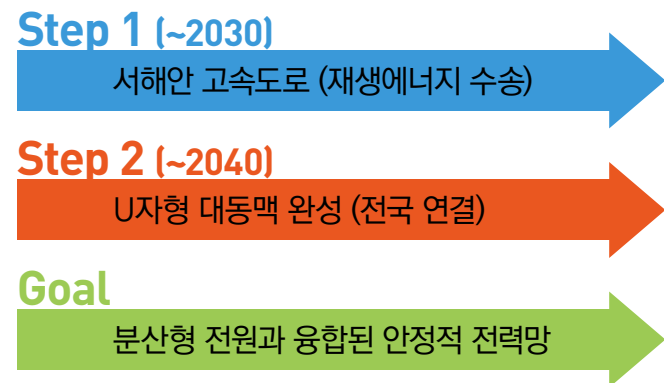 Step 1 (~2030)
서해안 고속도로 (재생에너지 수송)
Step 2 (~2040)
U자형 대동맥 완성 (전국 연결)
Goal
분산형 전원과 융합된 안정적 전력망